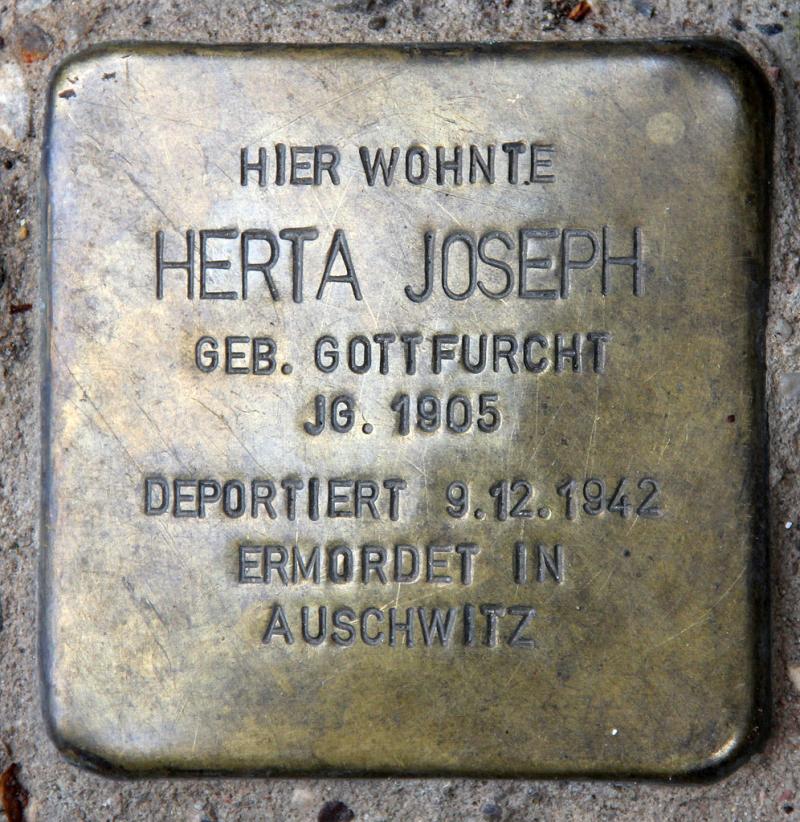 HIER WOHNTE
HERTA JOSEPH
GEB. GOTTFURCHT
JG. 1905
DEPORTIERT 9.12.1942
ERMORDET IN
AUSCHWITZ